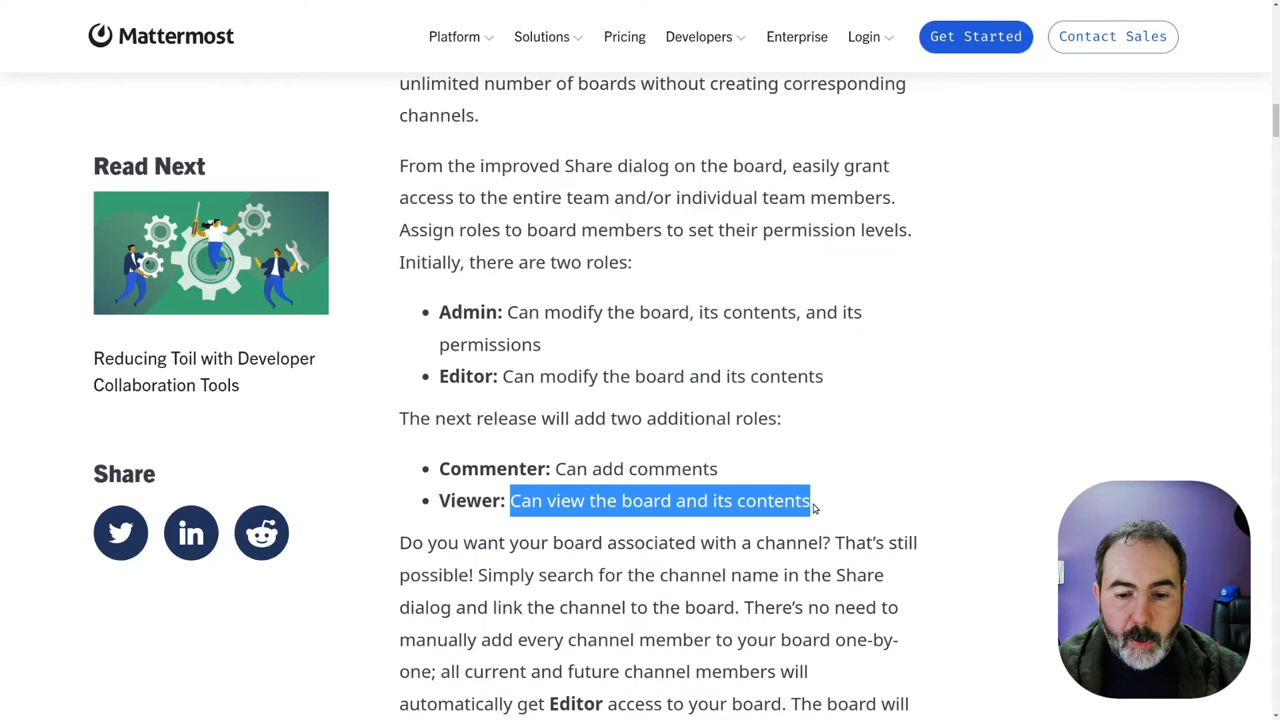 Mattermost
Platform
Solutions
Pricing
Developers
Enterprise
Login
Get Started
Contact Sales
unlimited number of boards without creating corresponding
channels.
Read Next
Reducing Toil with Developer
Collaboration Tools
Share
From the improved Share dialog on the board, easily grant
access to the entire team and/or individual team members.
Assign roles to board members to set their permission levels.
Initially, there are two roles:
• Admin: Can modify the board, its contents, and its
permissions
• Editor: Can modify the board and its contents
The next release will add two additional roles:
• Commenter: Can add comments
• Viewer: Can view the board and its contents
Do you want your board associated with a channel? That’s still
possible! Simply search for the channel name in the Share
dialog and link the channel to the board. There’s no need to
manually add every channel member to your board one-by-
one; all current and future channel members will
automatically get Editor access to your board. The board will